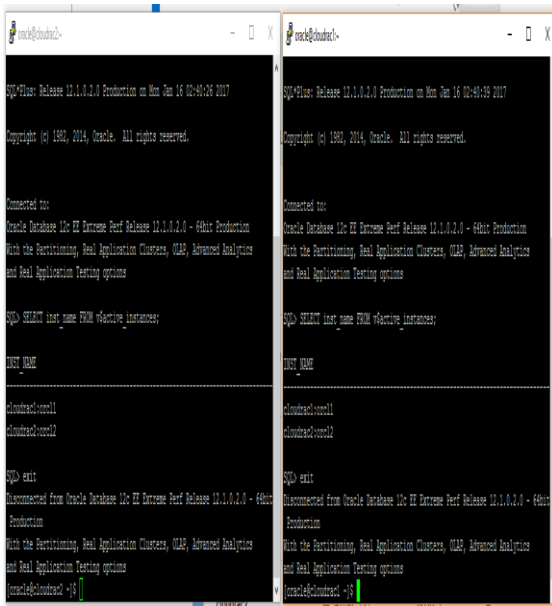 oracle@cloudrac2:~
SQL*Plus: Release 12.1.0.2.0 Production on Mon Jan 16 02:40:26 2017
Copyright (c) 1982, 2014, Oracle.  All rights reserved.
Connected to:
Oracle Database 12c EE Extreme Perf Release 12.1.0.2.0 - 64bit Production
With the Partitioning, Real Application Clusters, OLAP, Advanced Analytics
and Real Application Testing options
SQL> SELECT inst_name FROM v$active_instances;
INST_NAME
--------------------------------------------------------------------------------
cloudrac1:orcl1
cloudrac2:orcl2
SQL> exit
Disconnected from Oracle Database 12c EE Extreme Perf Release 12.1.0.2.0 - 64bit
 Production
With the Partitioning, Real Application Clusters, OLAP, Advanced Analytics
and Real Application Testing options
[oracle@cloudrac2 ~]$
oracle@cloudrac1:~
SQL*Plus: Release 12.1.0.2.0 Production on Mon Jan 16 02:40:39 2017
Copyright (c) 1982, 2014, Oracle.  All rights reserved.
Connected to:
Oracle Database 12c EE Extreme Perf Release 12.1.0.2.0 - 64bit Production
With the Partitioning, Real Application Clusters, OLAP, Advanced Analytics
and Real Application Testing options
SQL> SELECT inst_name FROM v$active_instances;
INST_NAME
--------------------------------------------------------------------------------
cloudrac1:orcl1
cloudrac2:orcl2
SQL> exit
Disconnected from Oracle Database 12c EE Extreme Perf Release 12.1.0.2.0 - 64bit
 Production
With the Partitioning, Real Application Clusters, OLAP, Advanced Analytics
and Real Application Testing options
[oracle@cloudrac1 ~]$